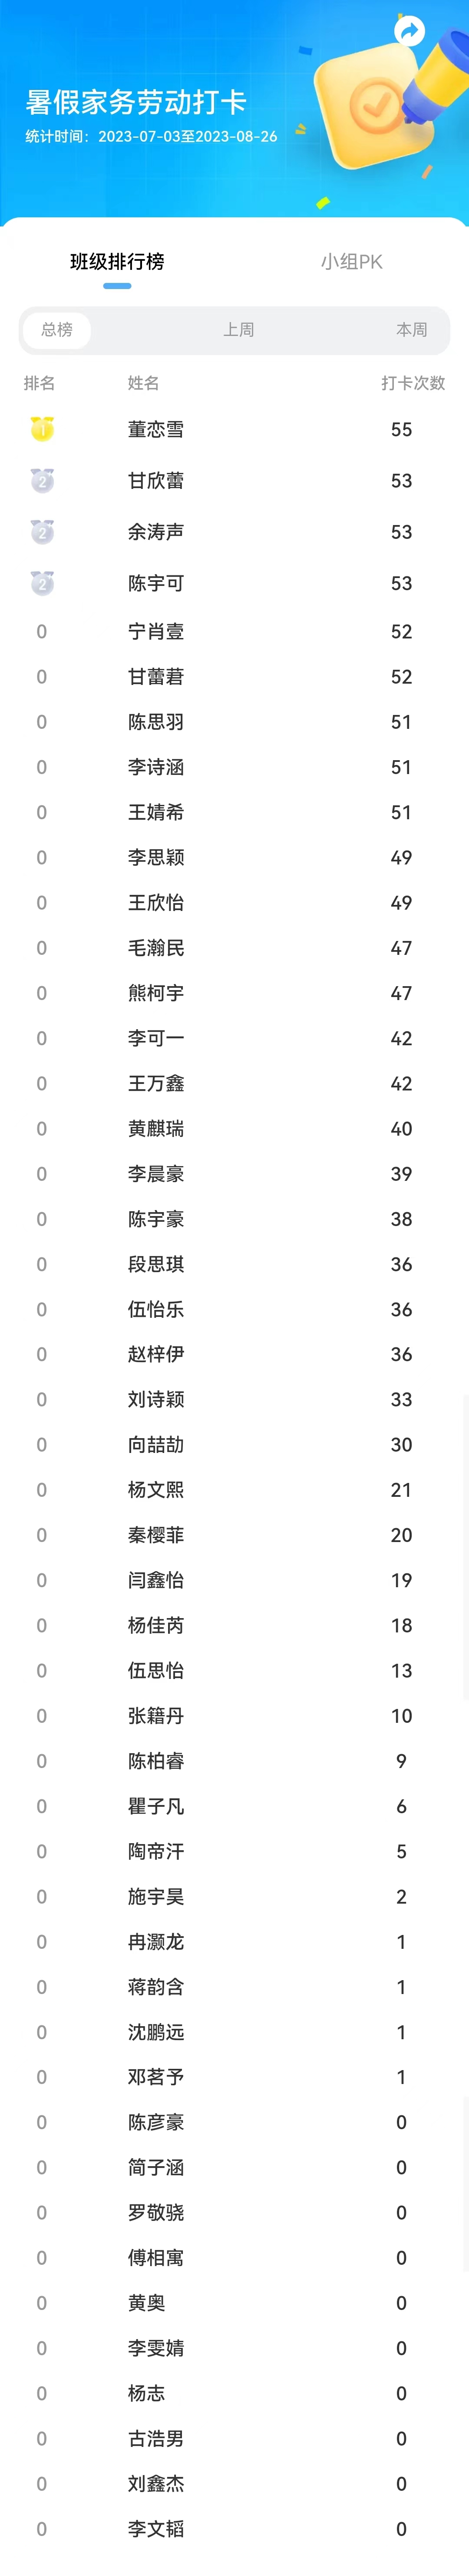 暑假家务劳动打卡
统计时间：2023-07-03至2023-08-26
班级排行榜 小组PK
总榜 上周 本周
排名 姓名 打卡次数
1 董恋雪 55
2 甘欣蕾 53
2 余涛声 53
2 陈宇可 53
0 宁肖壹 52
0 甘蕾莙 52
0 陈思羽 51
0 李诗涵 51
0 王婧希 51
0 李思颖 49
0 王欣怡 49
0 毛瀚民 47
0 熊柯宇 47
0 李可一 42
0 王万鑫 42
0 黄麒瑞 40
0 李晨豪 39
0 陈宇豪 38
0 段思琪 36
0 伍怡乐 36
0 赵梓伊 36
0 刘诗颖 33
0 向喆劼 30
0 杨文熙 21
0 秦樱菲 20
0 闫鑫怡 19
0 杨佳芮 18
0 伍思怡 13
0 张籍丹 10
0 陈柏睿 9
0 瞿子凡 6
0 陶帝汗 5
0 施宇昊 2
0 冉灏龙 1
0 蒋韵含 1
0 沈鹏远 1
0 邓茗予 1
0 陈彦豪 0
0 简子涵 0
0 罗敬骁 0
0 傅相寓 0
0 黄奥 0
0 李雯婧 0
0 杨志 0
0 古浩男 0
0 刘鑫杰 0
0 李文韬 0